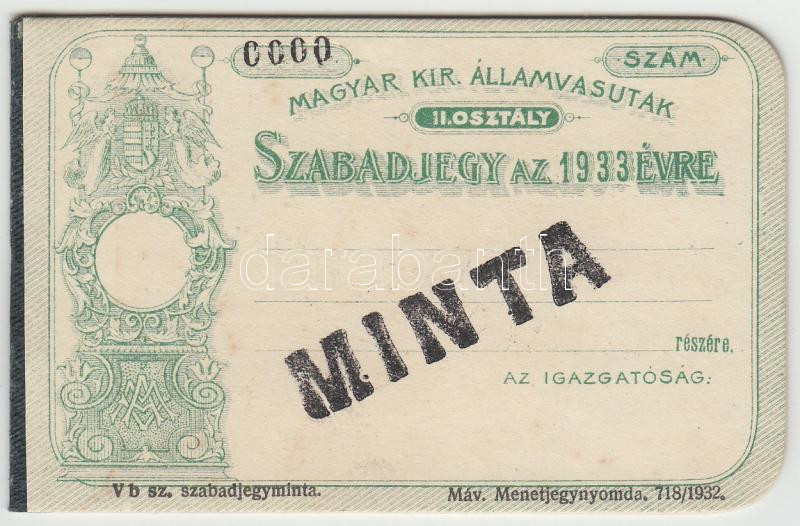 0000 SZÁM
MAGYAR KIR. ÁLLAMVASUTAK
II. OSZTÁLY
SZABADJEGY AZ 1933 ÉVRE
darabanth
MINTA
részére.
AZ IGAZGATÓSÁG:
V b sz. szabadjegyminta.
Máv. Menetjegynyomda. 718/1932.